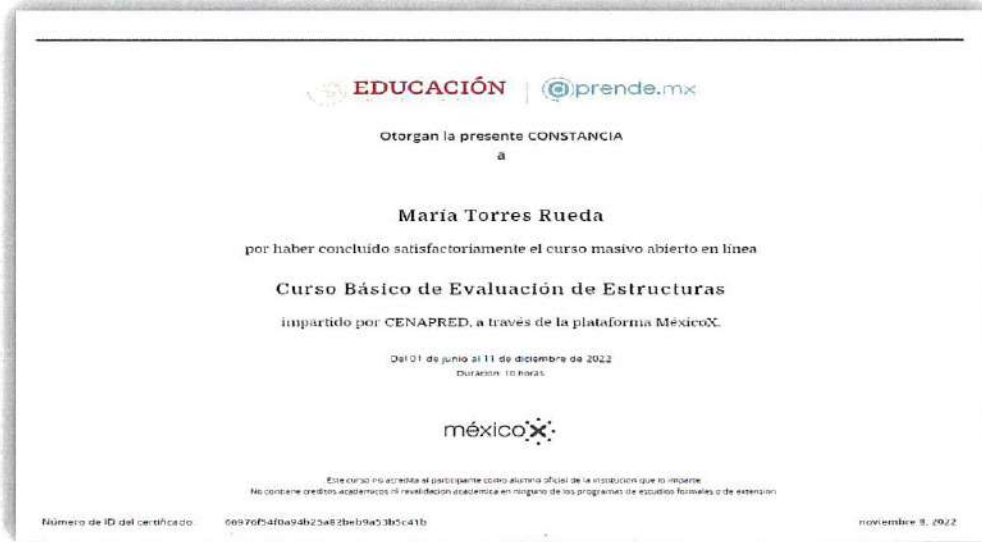 EDUCACIÓN | @prende.mx
Otorgan la presente CONSTANCIA
a
María Torres Rueda
por haber concluido satisfactoriamente el curso masivo abierto en línea
Curso Básico de Evaluación de Estructuras
impartido por CENAPRED, a través de la plataforma MéxicoX.
Del 01 de junio al 11 de diciembre de 2022
Duración: 10 horas
méxicoX
Este curso no acredita al participante como alumno oficial de la institución que lo imparte
No contiene créditos académicos ni revalidación académica en ninguno de los programas de estudios formales o de extensión
Número de ID del certificado
noviembre 9, 2022